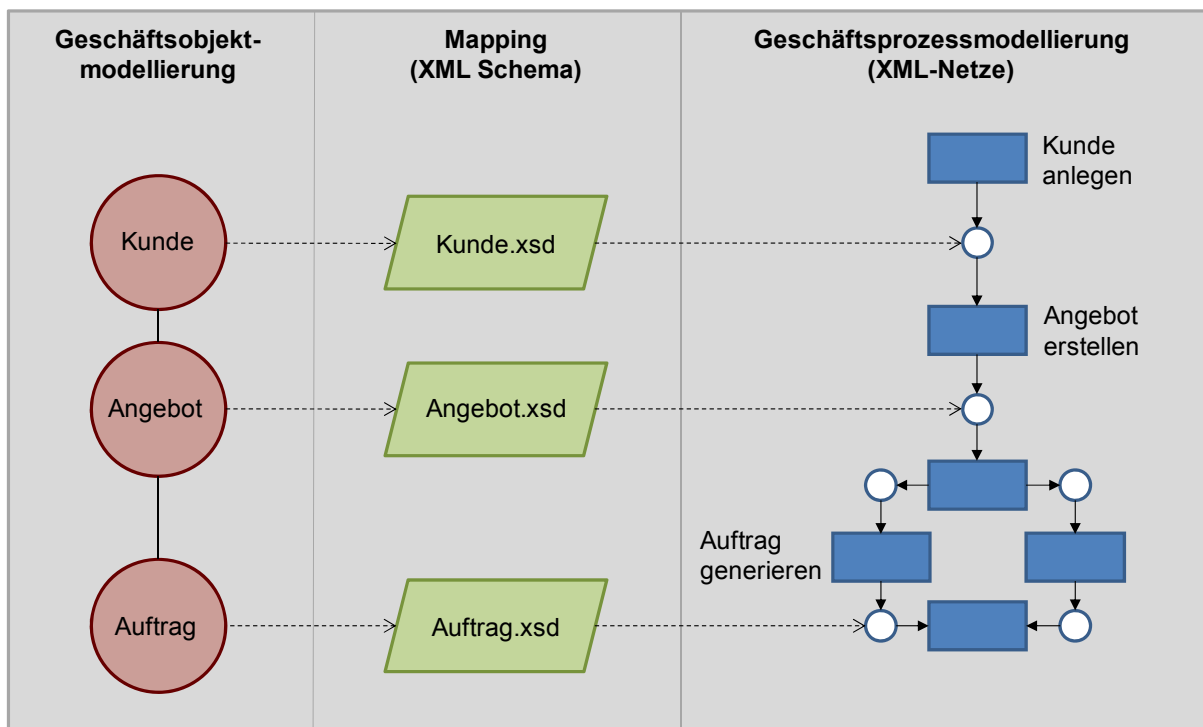 Geschäftsobjekt-
modellierung
Mapping
(XML Schema)
Geschäftsprozessmodellierung
(XML-Netze)
Kunde
anlegen
Kunde
Kunde.xsd
Angebot
erstellen
Angebot
Angebot.xsd
Auftrag
generieren
Auftrag
Auftrag.xsd